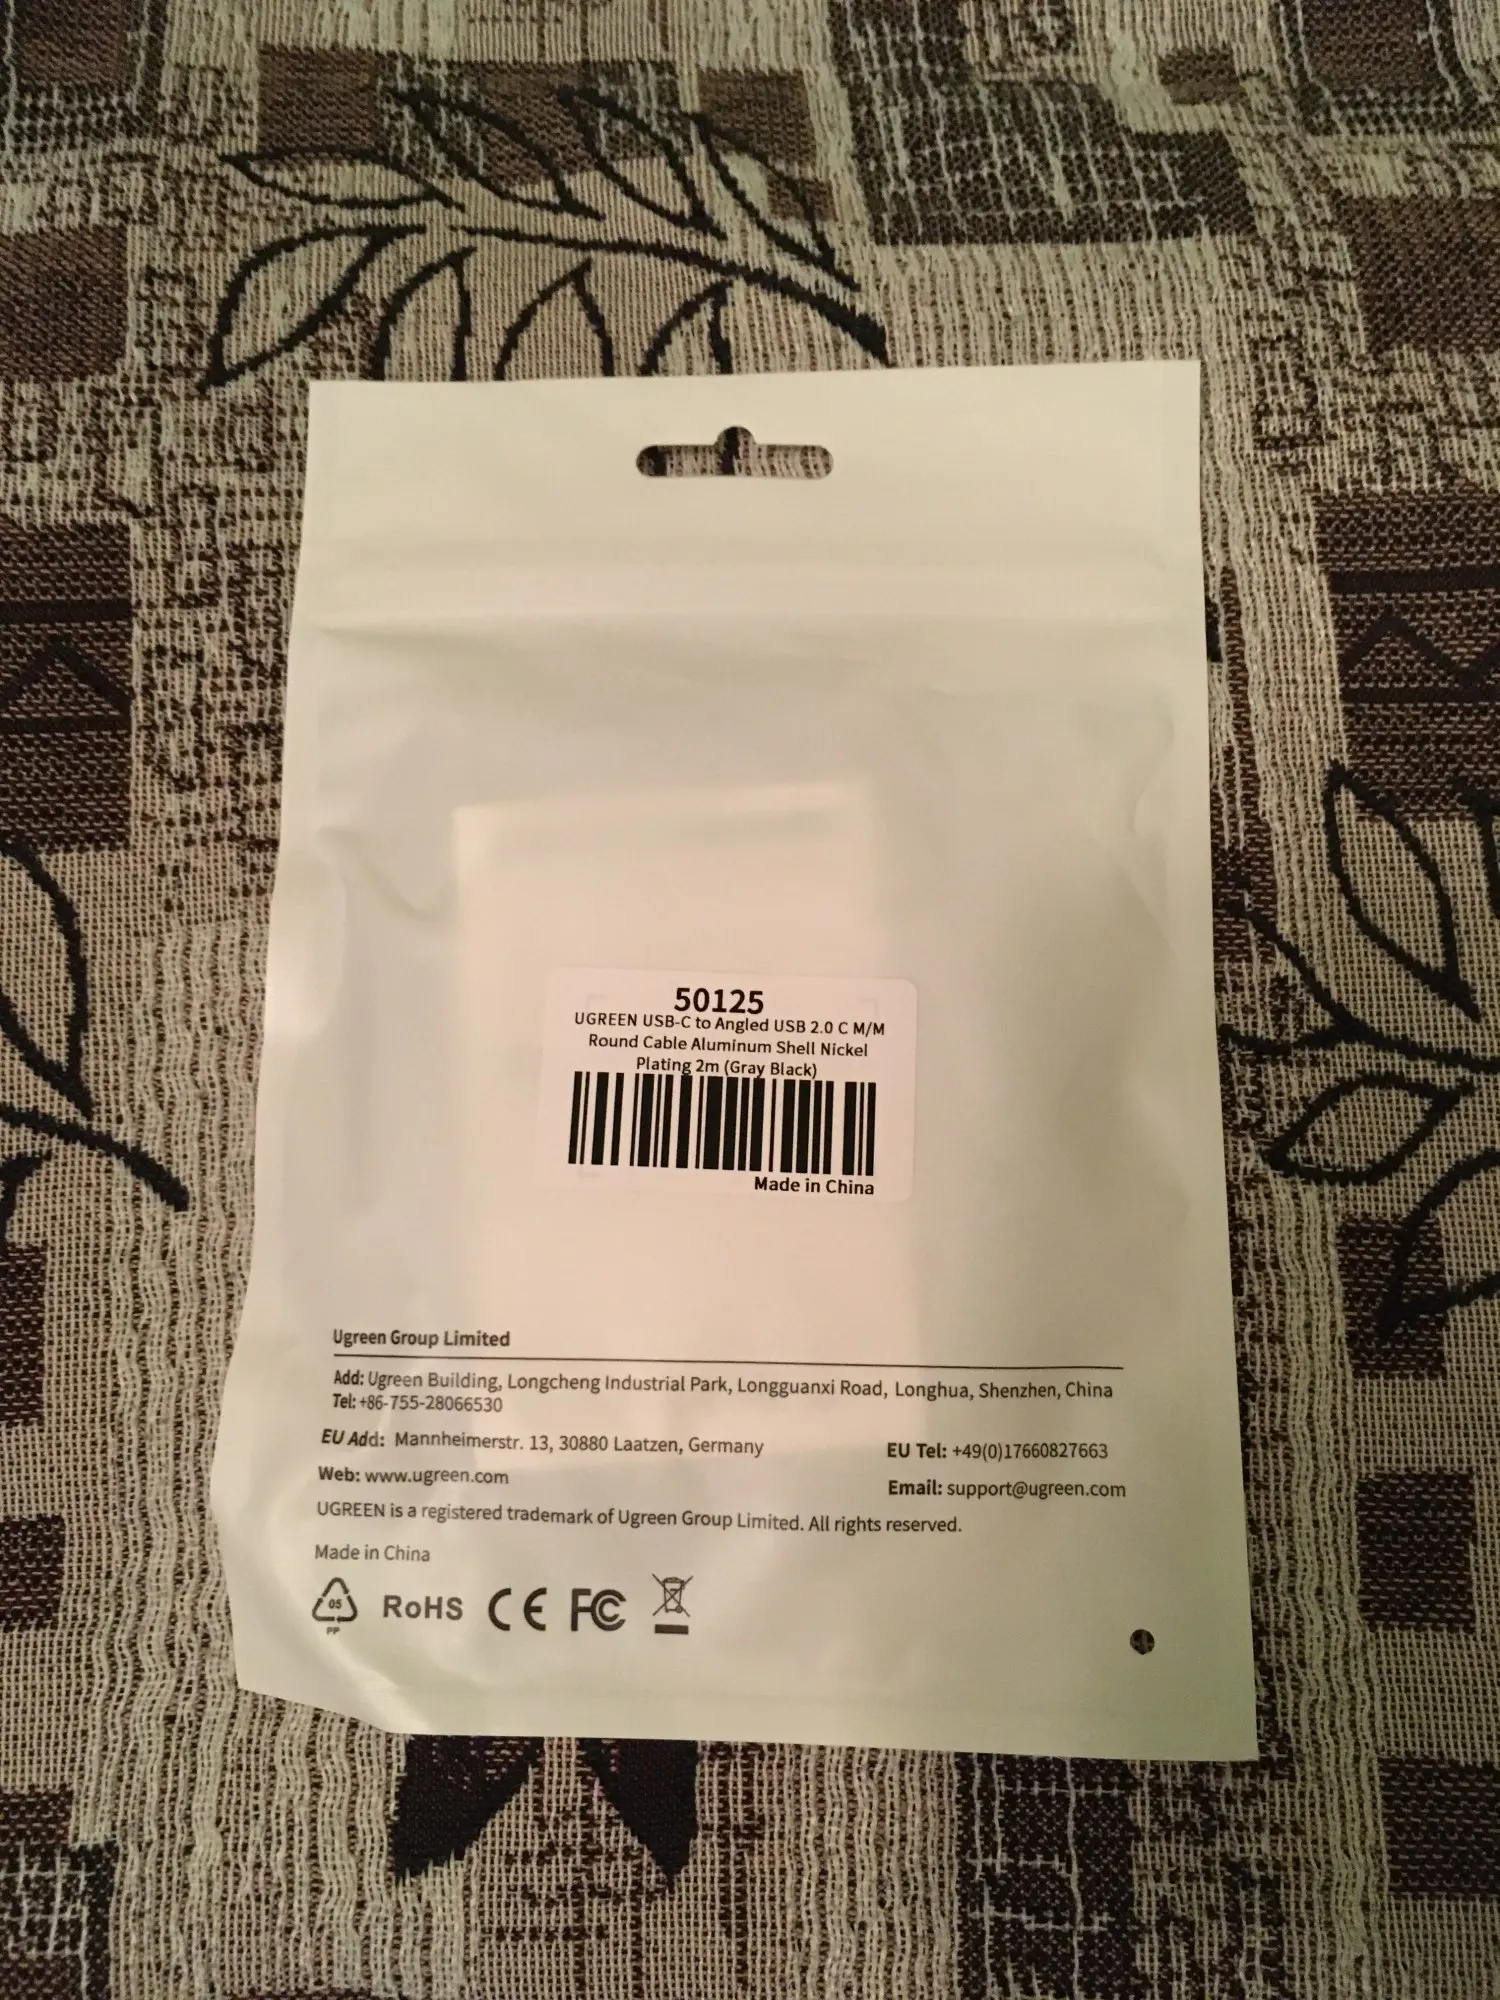 50125
UGREEN USB-C to Angled USB 2.0 C M/M
Round Cable Aluminum Shell Nickel
Plating 2m (Gray Black)
Made in China
Ugreen Group Limited
Add: Ugreen Building, Longcheng Industrial Park, Longguanxi Road, Longhua, Shenzhen, China
Tel: +86-755-28066530
EU Add: Mannheimerstr. 13, 30880 Laatzen, Germany EU Tel: +49(0)17660827663
Web: www.ugreen.com Email: support@ugreen.com
UGREEN is a registered trademark of Ugreen Group Limited. All rights reserved.
Made in China
05 RoHS CE FC
PP